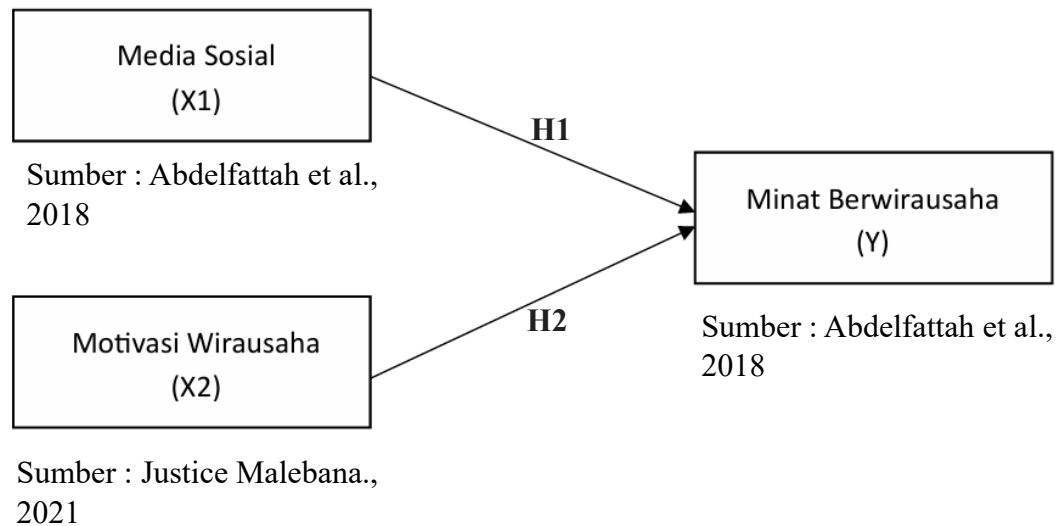 Media Sosial
(X1)
Sumber : Abdelfattah et al.,
2018
H1
Minat Berwirausaha
(Y)
Sumber : Abdelfattah et al.,
2018
H2
Motivasi Wirausaha
(X2)
Sumber : Justice Malebana.,
2021